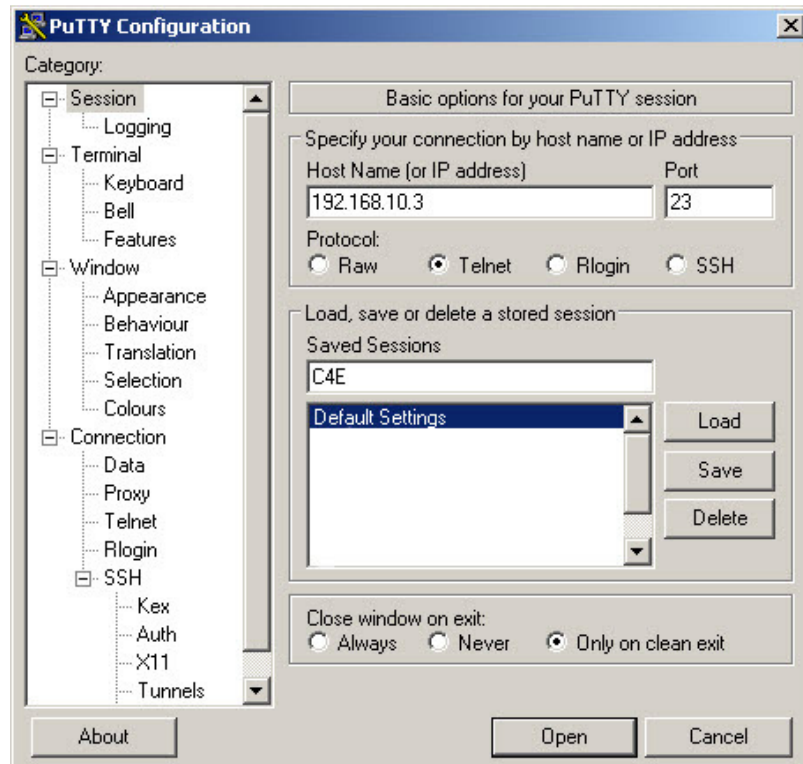 PuTTY Configuration
Category:
Session
Logging
Terminal
Keyboard
Bell
Features
Window
Appearance
Behaviour
Translation
Selection
Colours
Connection
Data
Proxy
Telnet
Rlogin
SSH
Kex
Auth
X11
Tunnels
Basic options for your PuTTY session
Specify your connection by host name or IP address
Host Name (or IP address) Port
192.168.10.3 23
Protocol:
Raw Telnet Rlogin SSH
Load, save or delete a stored session
Saved Sessions
C4E
Default Settings
Load
Save
Delete
Close window on exit:
Always Never Only on clean exit
About Open Cancel